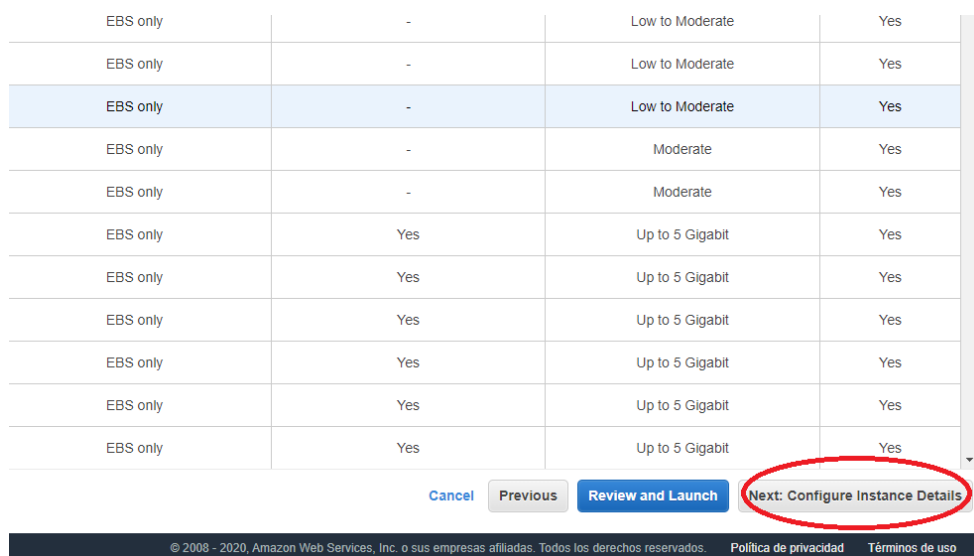 EBS only - Low to Moderate Yes
EBS only - Low to Moderate Yes
EBS only - Low to Moderate Yes
EBS only - Moderate Yes
EBS only - Moderate Yes
EBS only Yes Up to 5 Gigabit Yes
EBS only Yes Up to 5 Gigabit Yes
EBS only Yes Up to 5 Gigabit Yes
EBS only Yes Up to 5 Gigabit Yes
EBS only Yes Up to 5 Gigabit Yes
EBS only Yes Up to 5 Gigabit Yes
Cancel Previous Review and Launch Next: Configure Instance Details
© 2008 - 2020, Amazon Web Services, Inc. o sus empresas afiliadas. Todos los derechos reservados. Política de privacidad Términos de uso